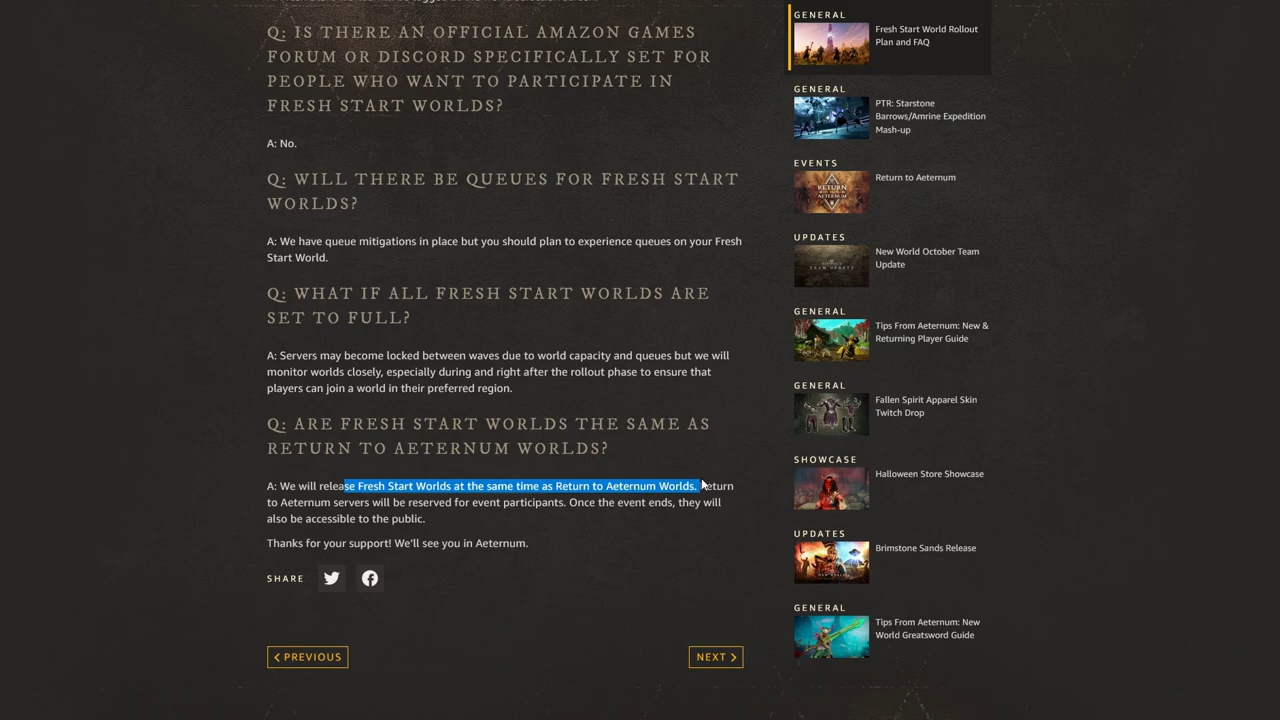 Q: IS THERE AN OFFICIAL AMAZON GAMES
FORUM OR DISCORD SPECIFICALLY SET FOR
PEOPLE WHO WANT TO PARTICIPATE IN
FRESH START WORLDS?
A: No.
Q: WILL THERE BE QUEUES FOR FRESH START
WORLDS?
A: We have queue mitigations in place but you should plan to experience queues on your Fresh
Start World.
Q: WHAT IF ALL FRESH START WORLDS ARE
SET TO FULL?
A: Servers may become locked between waves due to world capacity and queues but we will
monitor worlds closely, especially during and right after the rollout phase to ensure that
players can join a world in their preferred region.
Q: ARE FRESH START WORLDS THE SAME AS
RETURN TO AETERNUM WORLDS?
A: We will release Fresh Start Worlds at the same time as Return to Aeternum Worlds. Return
to Aeternum servers will be reserved for event participants. Once the event ends, they will
also be accessible to the public.
Thanks for your support! We’ll see you in Aeternum.
SHARE
< PREVIOUS
NEXT >
GENERAL
Fresh Start World Rollout
Plan and FAQ
GENERAL
PTR: Starstone
Barrows/Amrine Expedition
Mash-up
EVENTS
RETURN
AETERNUM
Return to Aeternum
UPDATES
TEAM UPDATE
New World October Team
Update
GENERAL
Tips From Aeternum: New &
Returning Player Guide
GENERAL
Fallen Spirit Apparel Skin
Twitch Drop
SHOWCASE
Halloween Store Showcase
UPDATES
Brimstone Sands Release
GENERAL
Tips From Aeternum: New
World Greatsword Guide